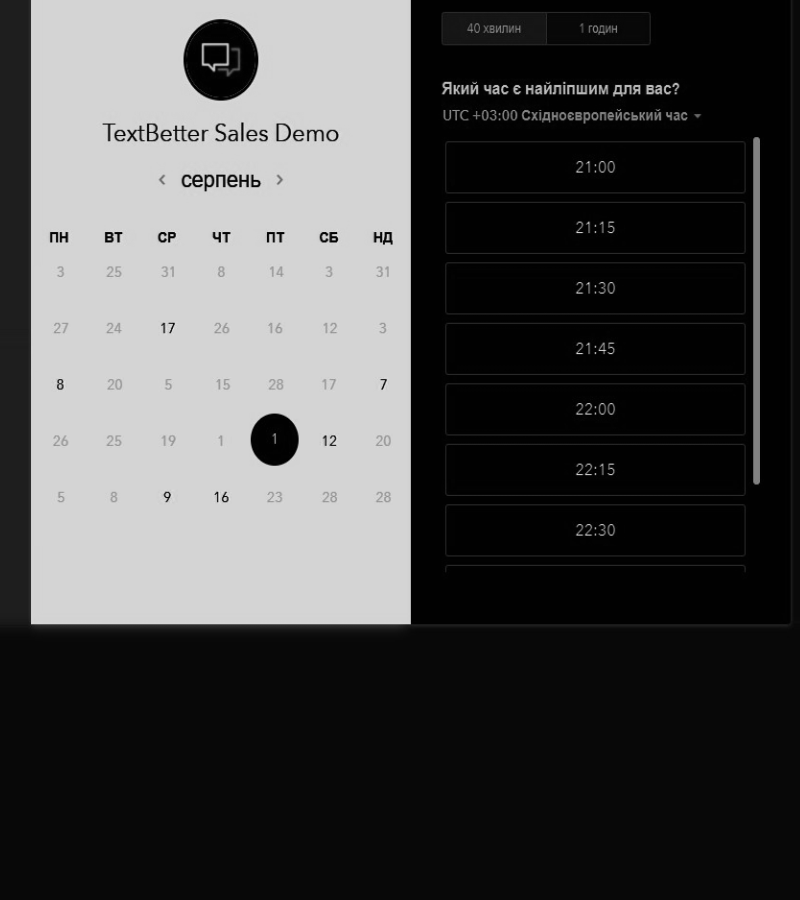 TextBetter Sales Demo
серпень
ПН ВТ СР ЧТ ПТ СБ НД
3 25 31 8 14 3 31
27 24 17 26 16 12 3
8 20 5 15 28 17 7
26 25 19 1 1 12 20
5 8 9 16 23 28 28
40 хвилин 1 годин
Який час є найліпшим для вас?
UTC +03:00 Східноєвропейський час
21:00
21:15
21:30
21:45
22:00
22:15
22:30